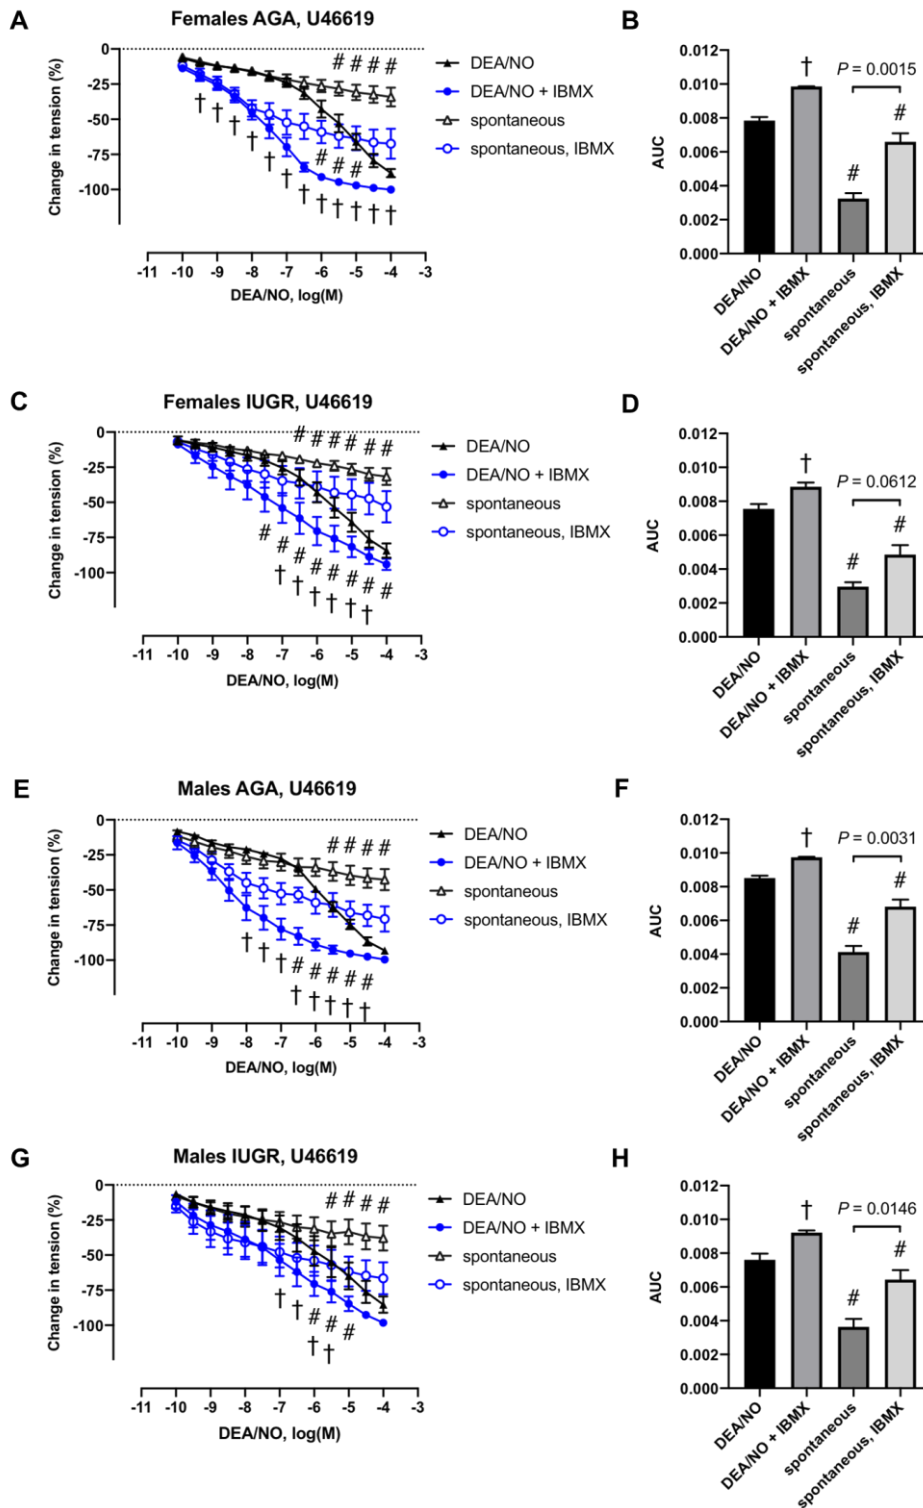 A
Females AGA, U46619
Change in tension (%)
0
-25
-50
-75
-100
# # # #
† † † † † † † † † † † †
# # #
-11 -10 -9 -8 -7 -6 -5 -4 -3
DEA/NO, log(M)
DEA/NO
DEA/NO + IBMX
spontaneous
spontaneous, IBMX
B
AUC
0.012
0.010
0.008
0.006
0.004
0.002
0.000
†
P = 0.0015
#
#
DEA/NO
DEA/NO + IBMX
spontaneous
spontaneous, IBMX
C
Females IUGR, U46619
Change in tension (%)
0
-25
-50
-75
-100
# # # # # #
# # # # # # # #
† † † † † †
-11 -10 -9 -8 -7 -6 -5 -4 -3
DEA/NO, log(M)
DEA/NO
DEA/NO + IBMX
spontaneous
spontaneous, IBMX
D
AUC
0.012
0.010
0.008
0.006
0.004
0.002
0.000
†
P = 0.0612
#
#
DEA/NO
DEA/NO + IBMX
spontaneous
spontaneous, IBMX
E
Males AGA, U46619
Change in tension (%)
0
-25
-50
-75
-100
# # # #
† † † # # # # #
† † † † †
-11 -10 -9 -8 -7 -6 -5 -4 -3
DEA/NO, log(M)
DEA/NO
DEA/NO + IBMX
spontaneous
spontaneous, IBMX
F
AUC
0.012
0.010
0.008
0.006
0.004
0.002
0.000
†
P = 0.0031
#
#
DEA/NO
DEA/NO + IBMX
spontaneous
spontaneous, IBMX
G
Males IUGR, U46619
Change in tension (%)
0
-25
-50
-75
-100
# # # #
† † # # #
† †
-11 -10 -9 -8 -7 -6 -5 -4 -3
DEA/NO, log(M)
DEA/NO
DEA/NO + IBMX
spontaneous
spontaneous, IBMX
H
AUC
0.012
0.010
0.008
0.006
0.004
0.002
0.000
†
P = 0.0146
#
#
DEA/NO
DEA/NO + IBMX
spontaneous
spontaneous, IBMX